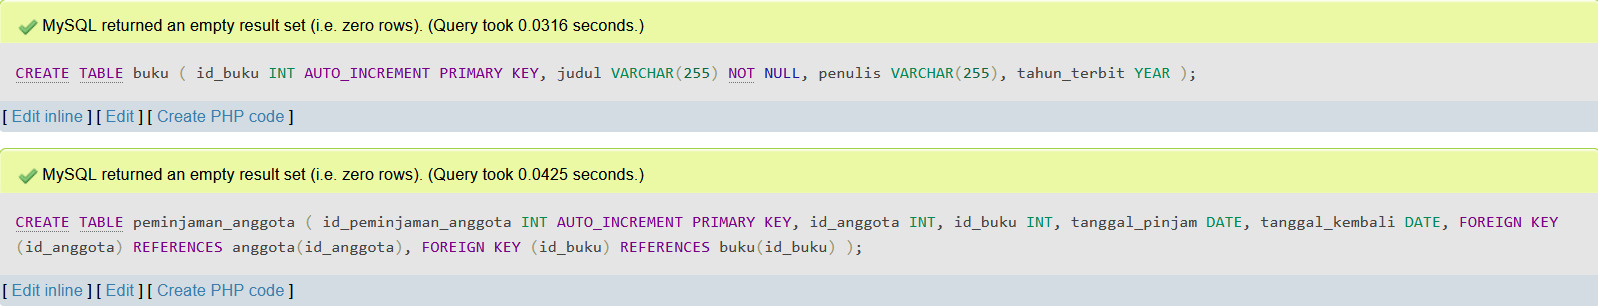 MySQL returned an empty result set (i.e. zero rows). (Query took 0.0316 seconds.)
CREATE TABLE buku ( id_buku INT AUTO_INCREMENT PRIMARY KEY, judul VARCHAR(255) NOT NULL, penulis VARCHAR(255), tahun_terbit YEAR );
[ Edit inline ] [ Edit ] [ Create PHP code ]
MySQL returned an empty result set (i.e. zero rows). (Query took 0.0425 seconds.)
CREATE TABLE peminjaman_anggota ( id_peminjaman_anggota INT AUTO_INCREMENT PRIMARY KEY, id_anggota INT, id_buku INT, tanggal_pinjam DATE, tanggal_kembali DATE, FOREIGN KEY
(id_anggota) REFERENCES anggota(id_anggota), FOREIGN KEY (id_buku) REFERENCES buku(id_buku) );
[ Edit inline ] [ Edit ] [ Create PHP code ]